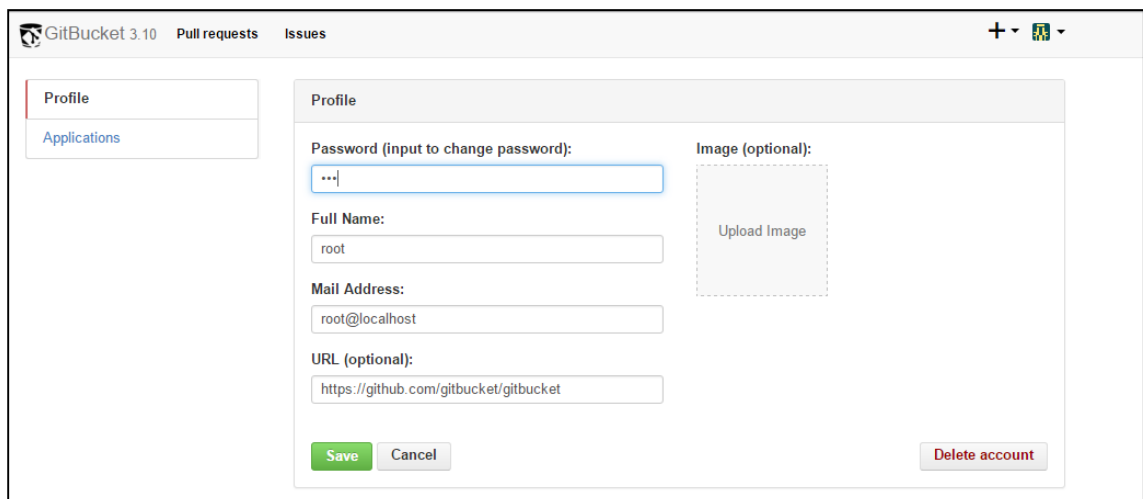 GitBucket 3.10 Pull requests Issues
Profile
Applications
Profile
Password (input to change password):
•••
Full Name:
root
Mail Address:
root@localhost
URL (optional):
https://github.com/gitbucket/gitbucket
Image (optional):
Upload Image
Save Cancel Delete account